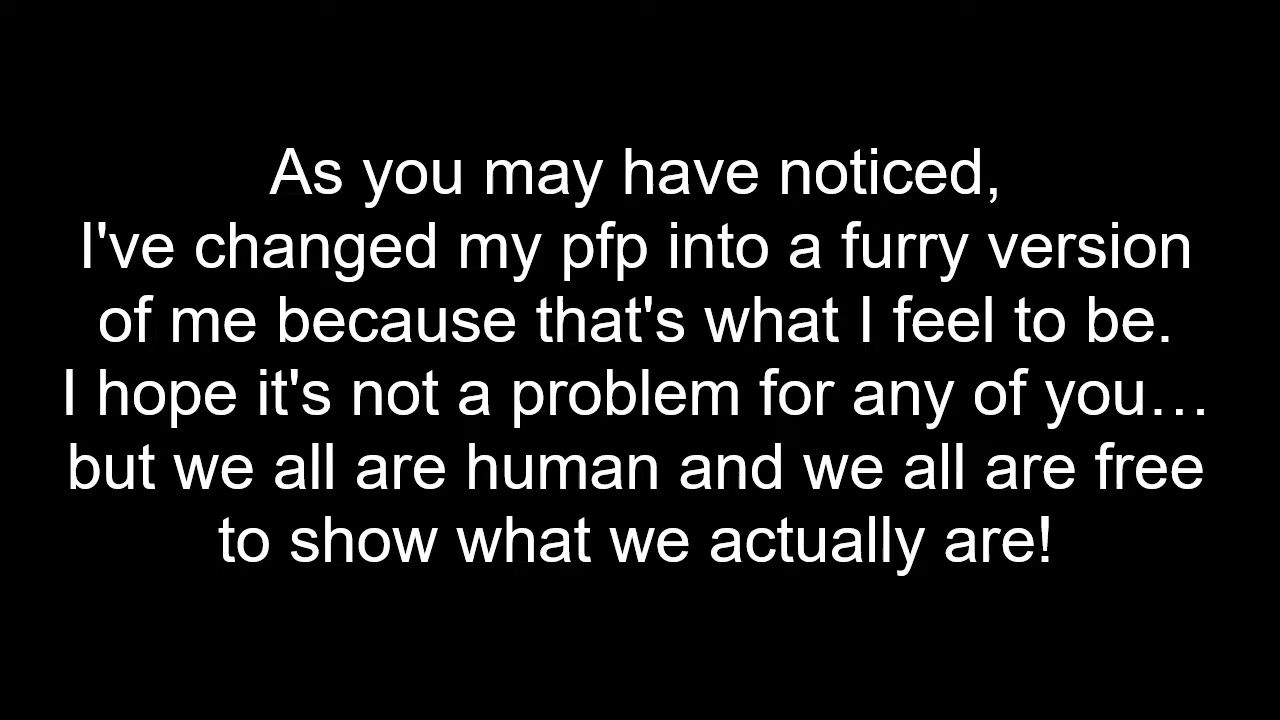 As you may have noticed,
I've changed my pfp into a furry version
of me because that's what I feel to be.
I hope it's not a problem for any of you…
but we all are human and we all are free
to show what we actually are!